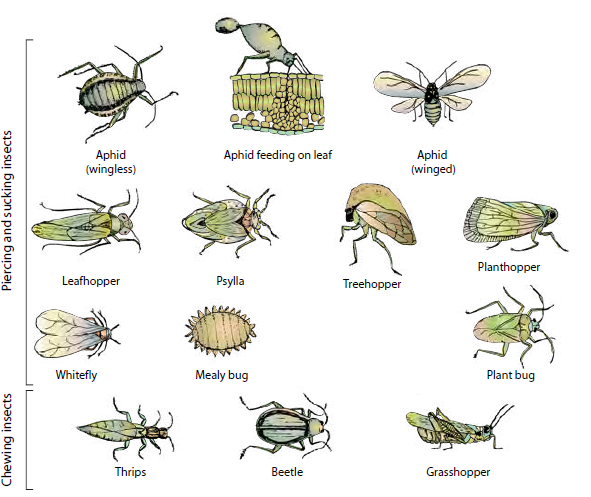 Piercing and sucking insects
Aphid
(wingless)
Aphid feeding on leaf
Aphid
(winged)
Leafhopper
Psylla
Treehopper
Planthopper
Whitefly
Mealy bug
Plant bug
Chewing insects
Thrips
Beetle
Grasshopper